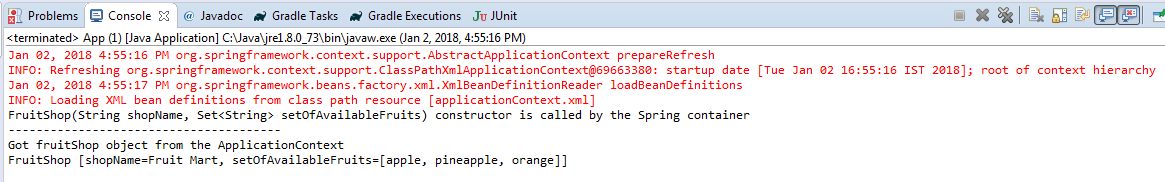 Problems Console Javadoc Gradle Tasks Gradle Executions JUnit
<terminated> App (1) [Java Application] C:\Java\jre1.8.0_73\bin\javaw.exe (Jan 2, 2018, 4:55:16 PM)
Jan 02, 2018 4:55:16 PM org.springframework.context.support.AbstractApplicationContext prepareRefresh
INFO: Refreshing org.springframework.context.support.ClassPathXmlApplicationContext@69663380: startup date [Tue Jan 02 16:55:16 IST 2018]; root of context hierarchy
Jan 02, 2018 4:55:17 PM org.springframework.beans.factory.xml.XmlBeanDefinitionReader loadBeanDefinitions
INFO: Loading XML bean definitions from class path resource [applicationContext.xml]
FruitShop(String shopName, Set<String> setOfAvailableFruits) constructor is called by the Spring container
---------------------------------------
Got fruitShop object from the ApplicationContext
FruitShop [shopName=Fruit Mart, setOfAvailableFruits=[apple, pineapple, orange]]